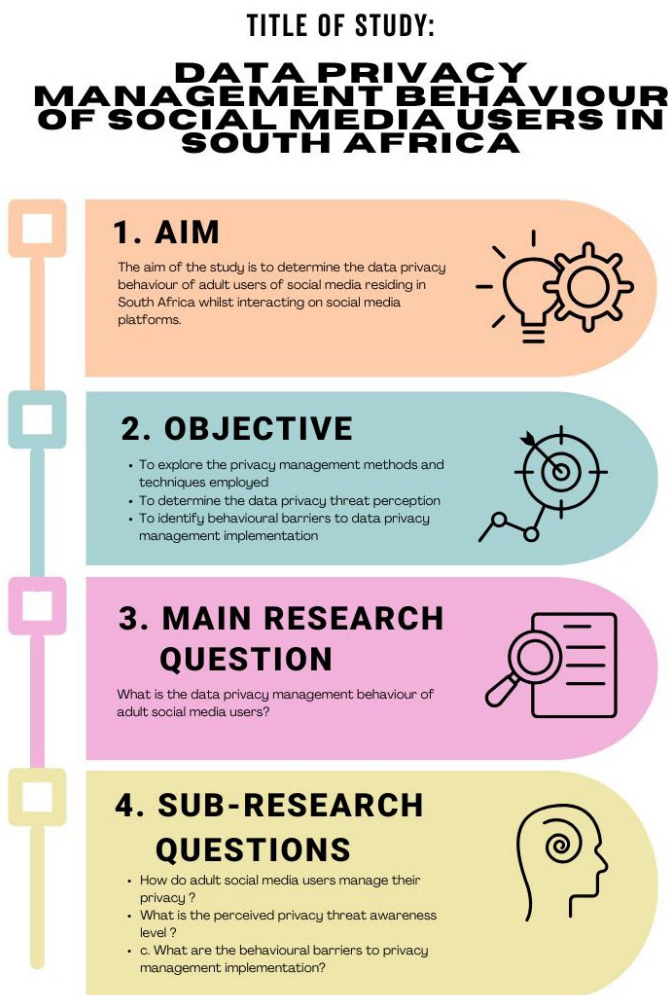 TITLE OF STUDY:
DATA PRIVACY
MANAGEMENT BEHAVIOUR
OF SOCIAL MEDIA USERS IN
SOUTH AFRICA
1. AIM
The aim of the study is to determine the data privacy
behaviour of adult users of social media residing in
South Africa whilst interacting on social media
platforms.
2. OBJECTIVE
• To explore the privacy management methods and
techniques employed
• To determine the data privacy threat perception
• To identify behavioural barriers to data privacy
management implementation
3. MAIN RESEARCH
QUESTION
What is the data privacy management behaviour of
adult social media users?
4. SUB-RESEARCH
QUESTIONS
• How do adult social media users manage their
privacy ?
• What is the perceived privacy threat awareness
level ?
• c. What are the behavioural barriers to privacy
management implementation?